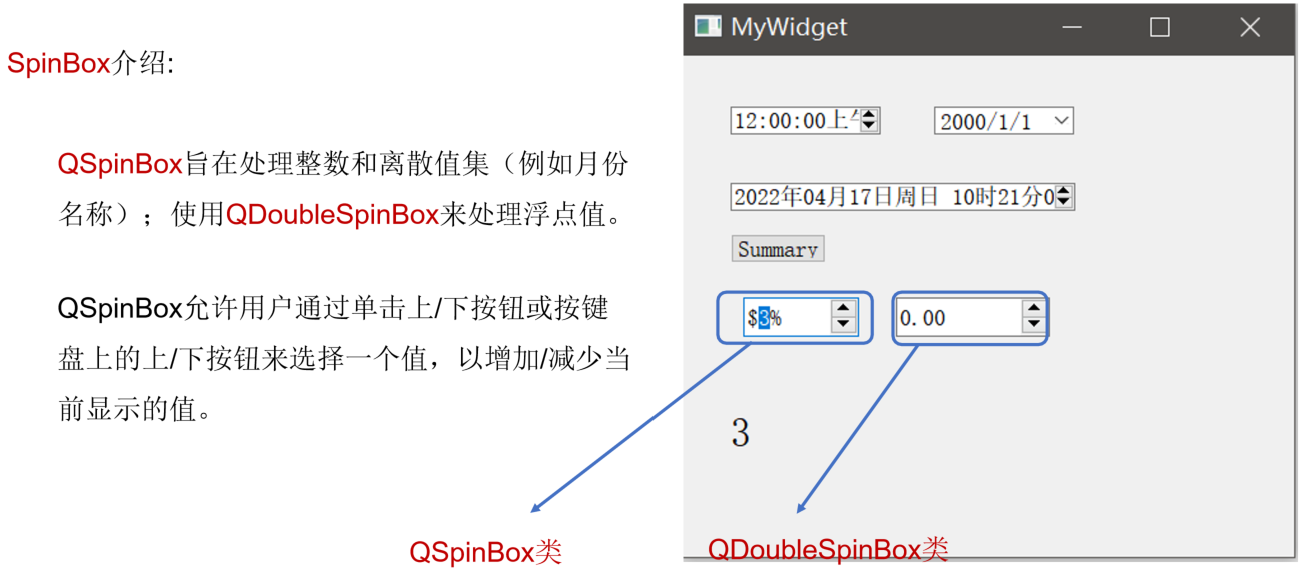 SpinBox介绍:
QSpinBox旨在处理整数和离散值集（例如月份
名称）；使用QDoubleSpinBox来处理浮点值。
QSpinBox允许用户通过单击上/下按钮或按键
盘上的上/下按钮来选择一个值，以增加/减少当
前显示的值。
MyWidget
12:00:00上
2000/1/1
2022年04月17日周日 10时21分0
Summary
$3%
0.00
3
QSpinBox类
QDoubleSpinBox类